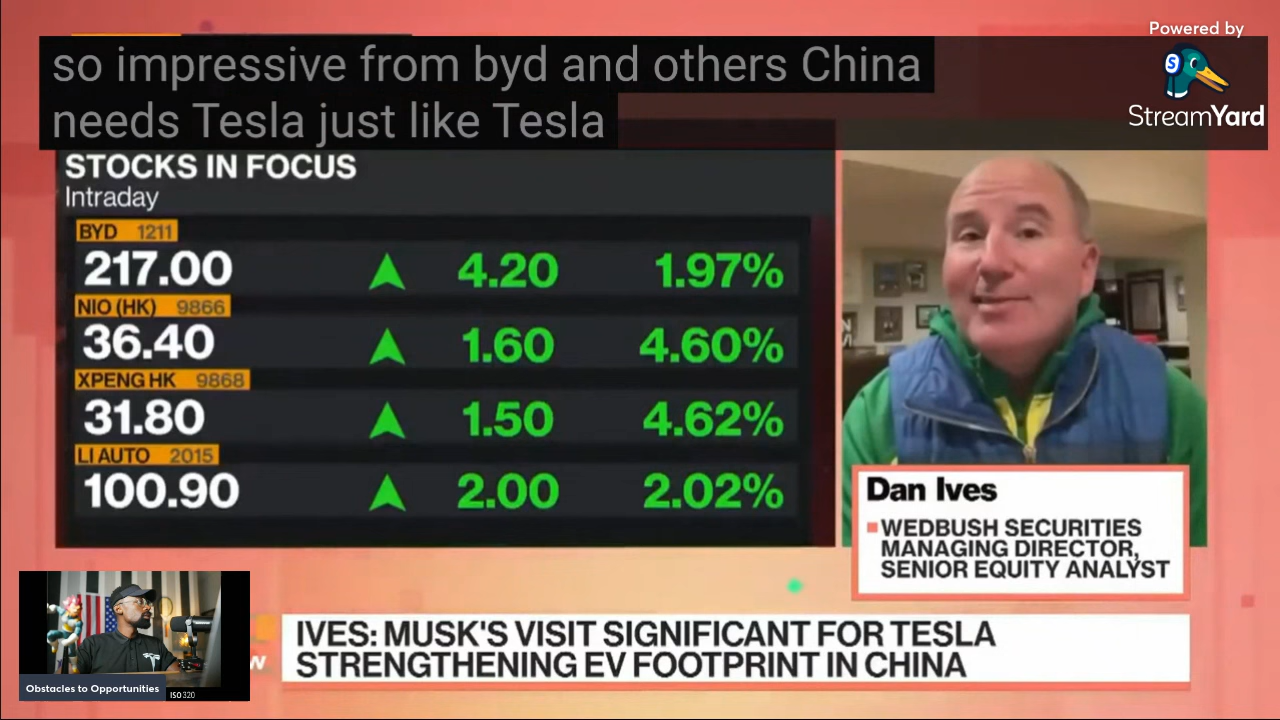 Powered by
StreamYard
so impressive from byd and others China
needs Tesla just like Tesla
STOCKS IN FOCUS
Intraday
BYD 1211
217.00 4.20 1.97%
NIO (HK) 9866
36.40 1.60 4.60%
XPENG HK 9868
31.80 1.50 4.62%
LI AUTO 2015
100.90 2.00 2.02%
Dan Ives
WEDBUSH SECURITIES
MANAGING DIRECTOR,
SENIOR EQUITY ANALYST
IVES: MUSK'S VISIT SIGNIFICANT FOR TESLA
STRENGTHENING EV FOOTPRINT IN CHINA
Obstacles to Opportunities
ISO 320